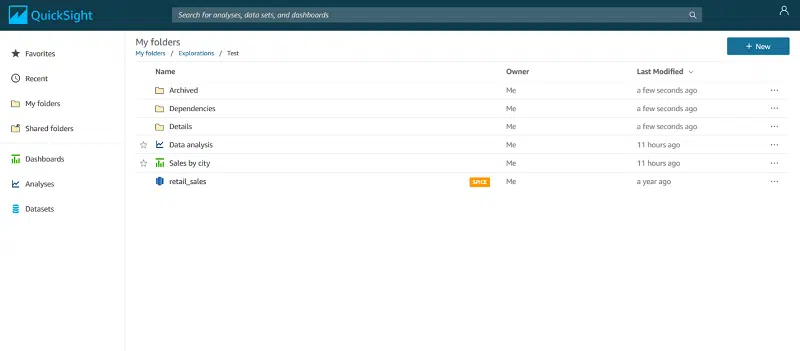 QuickSight
Search for analyses, data sets, and dashboards
Favorites
Recent
My folders
Shared folders
Dashboards
Analyses
Datasets
My folders
My folders / Explorations / Test
+ New
Name Owner Last Modified
Archived Me a few seconds ago
Dependencies Me a few seconds ago
Details Me a few seconds ago
Data analysis Me 11 hours ago
Sales by city Me 11 hours ago
retail_sales SPICE Me a year ago